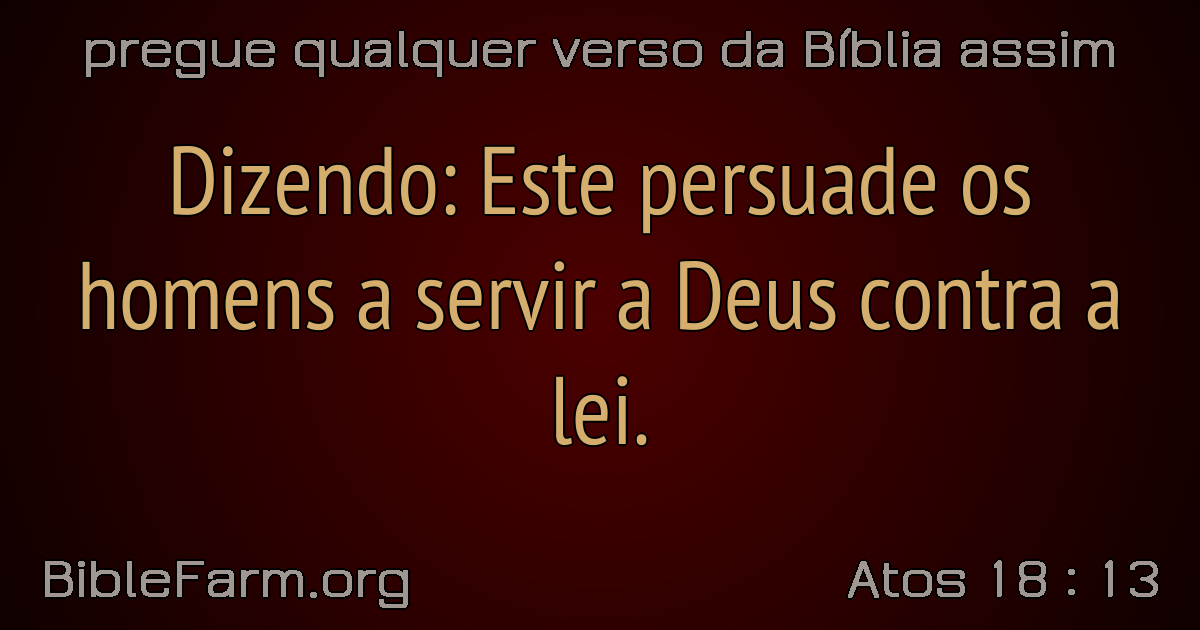 pregue qualquer verso da Bíblia assim
Dizendo: Este persuade os
homens a servir a Deus contra a
lei.
BibleFarm.org
Atos 18 : 13